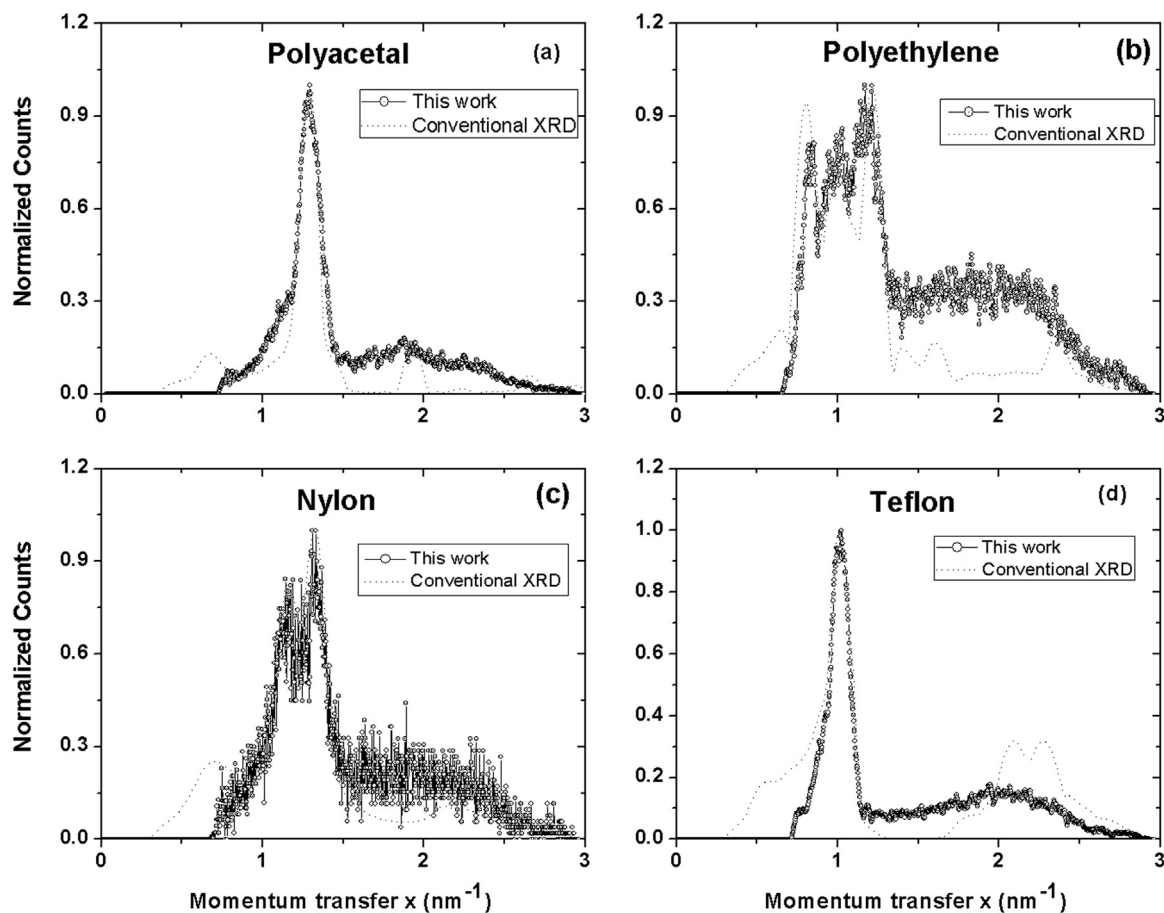 Polyacetal (a)
This work
Conventional XRD
Normalized Counts
1.2
0.9
0.6
0.3
0.0
0 1 2 3
Polyethylene (b)
This work
Conventional XRD
1.2
0.9
0.6
0.3
0.0
0 1 2 3
Nylon (c)
This work
Conventional XRD
Normalized Counts
1.2
0.9
0.6
0.3
0.0
0 1 2 3
Momentum transfer x (nm⁻¹)
Teflon (d)
This work
Conventional XRD
1.2
1.0
0.8
0.6
0.4
0.2
0.0
0 1 2 3
Momentum transfer x (nm⁻¹)